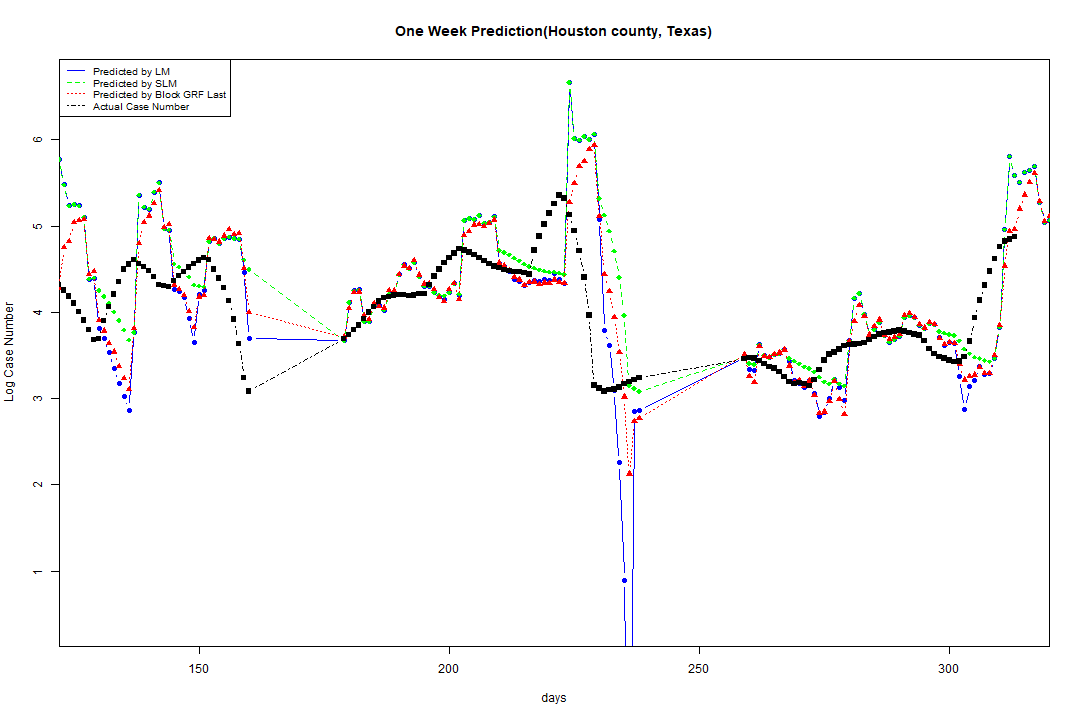 One Week Prediction(Houston county, Texas)
Predicted by LM
Predicted by SLM
Predicted by Block GRF Last
Actual Case Number
6
5
4
3
2
1
Log Case Number
150 200 250 300
days